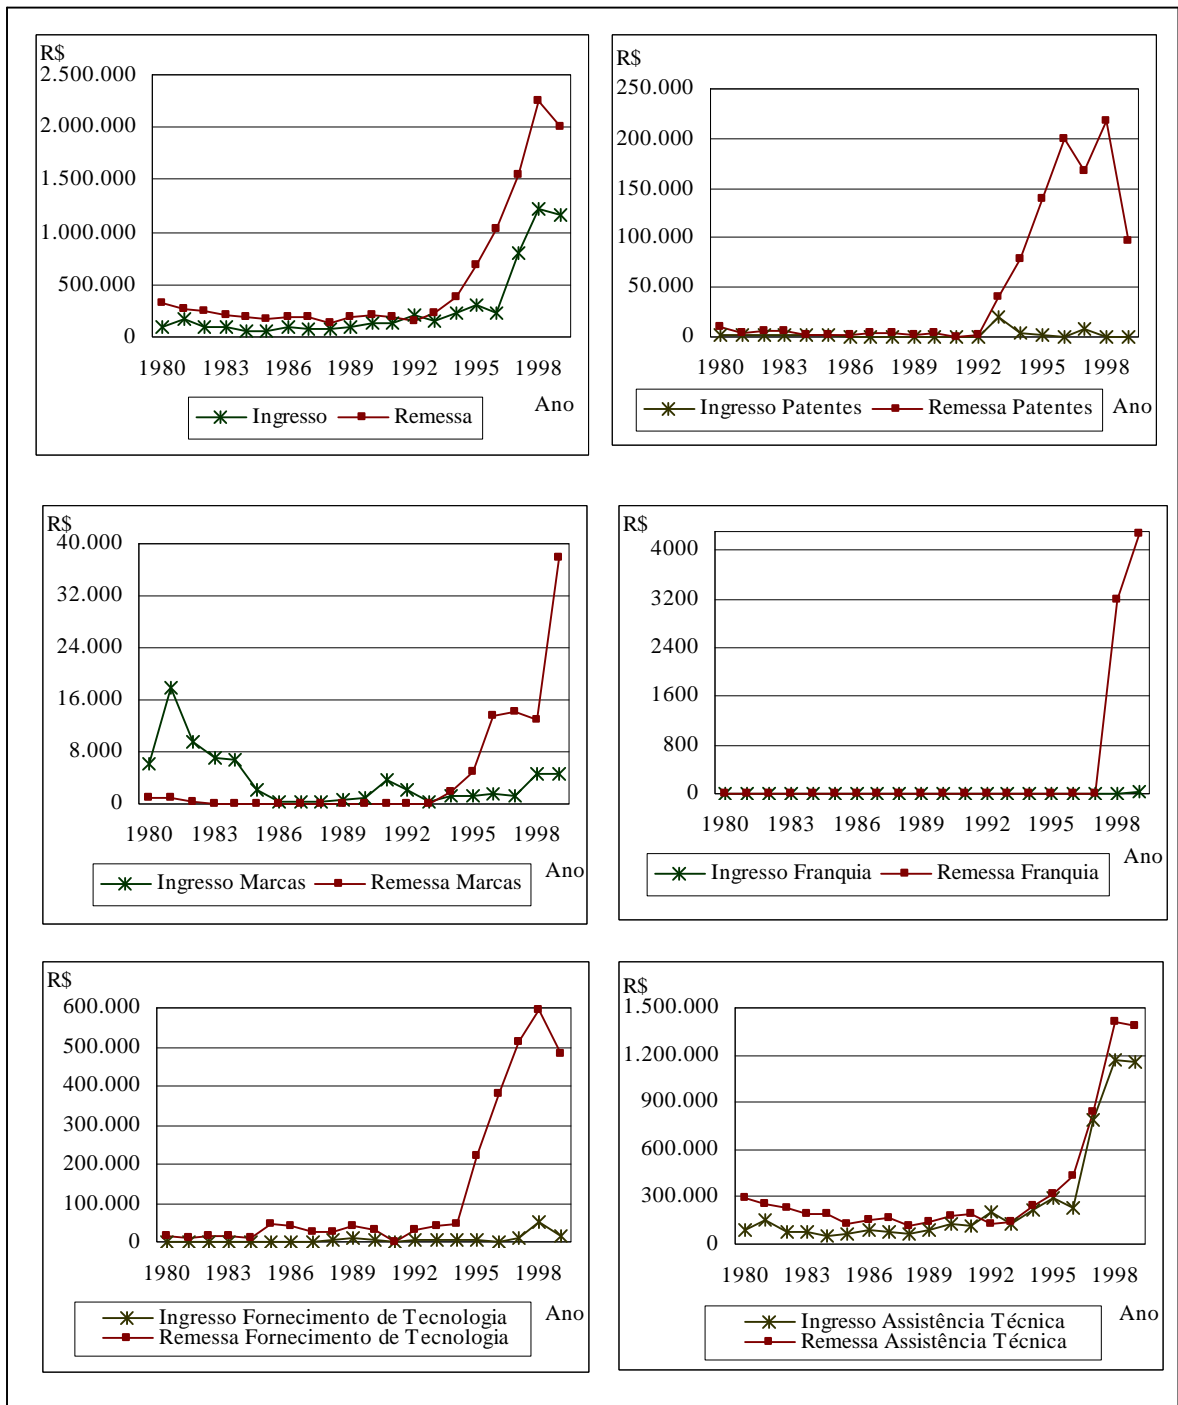 R$
2.500.000
2.000.000
1.500.000
1.000.000
500.000
0
1980 1983 1986 1989 1992 1995 1998
Ano
Ingresso Remessa
R$
250.000
200.000
150.000
100.000
50.000
0
1980 1983 1986 1989 1992 1995 1998
Ingresso Patentes Remessa Patentes Ano
R$
40.000
32.000
24.000
16.000
8.000
0
1980 1983 1986 1989 1992 1995 1998
Ano
Ingresso Marcas Remessa Marcas
R$
4000
3200
2400
1600
800
0
1980 1983 1986 1989 1992 1995 1998
Ano
Ingresso Franquia Remessa Franquia
R$
600.000
500.000
400.000
300.000
200.000
100.000
0
1980 1983 1986 1989 1992 1995 1998
Ano
Ingresso Fornecimento de Tecnologia
Remessa Fornecimento de Tecnologia
R$
1.500.000
1.200.000
900.000
600.000
300.000
0
1980 1983 1986 1989 1992 1995 1998
Ano
Ingresso Assistência Técnica
Remessa Assistência Técnica